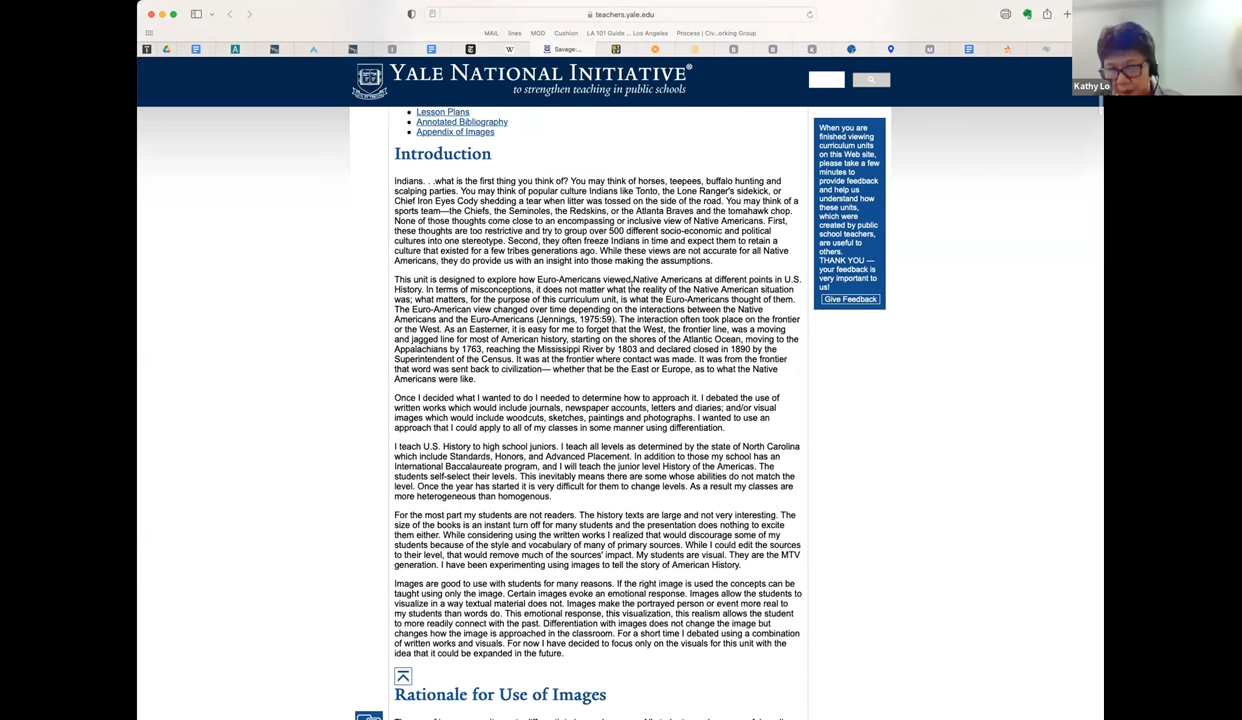 teachers.yale.edu
MAIL lines MOD Cushion LA 101 Guide ... Los Angeles Process | Civ...orking Group
Savage:...
YALE NATIONAL INITIATIVE®
to strengthen teaching in public schools
Kathy Lo
Lesson Plans
Annotated Bibliography
Appendix of Images
Introduction
Indians. . .what is the first thing you think of? You may think of horses, teepees, buffalo hunting and
scalping parties. You may think of popular culture Indians like Tonto, the Lone Ranger's sidekick, or
Chief Iron Eyes Cody shedding a tear when litter was tossed on the side of the road. You may think of a
sports team—the Chiefs, the Seminoles, the Redskins, or the Atlanta Braves and the tomahawk chop.
None of those thoughts come close to an encompassing or inclusive view of Native Americans. First,
these thoughts are too restrictive and try to group over 500 different socio-economic and political
cultures into one stereotype. Second, they often freeze Indians in time and expect them to retain a
culture that existed for a few tribes generations ago. While these views are not accurate for all Native
Americans, they do provide us with an insight into those making the assumptions.
This unit is designed to explore how Euro-Americans viewed Native Americans at different points in U.S.
History. In terms of misconceptions, it does not matter what the reality of the Native American situation
was; what matters, for the purpose of this curriculum unit, is what the Euro-Americans thought of them.
The Euro-American view changed over time depending on the interactions between the Native
Americans and the Euro-Americans (Jennings, 1975:59). The interaction often took place on the frontier
or the West. As an Easterner, it is easy for me to forget that the West, the frontier line, was a moving
and jagged line for most of American history, starting on the shores of the Atlantic Ocean, moving to the
Appalachians by 1763, reaching the Mississippi River by 1803 and declared closed in 1890 by the
Superintendent of the Census. It was at the frontier where contact was made. It was from the frontier
that word was sent back to civilization— whether that be the East or Europe, as to what the Native
Americans were like.
Once I decided what I wanted to do I needed to determine how to approach it. I debated the use of
written works which would include journals, newspaper accounts, letters and diaries; and/or visual
images which would include woodcuts, sketches, paintings and photographs. I wanted to use an
approach that I could apply to all of my classes in some manner using differentiation.
I teach U.S. History to high school juniors. I teach all levels as determined by the state of North Carolina
which include Standards, Honors, and Advanced Placement. In addition to those my school has an
International Baccalaureate program, and I will teach the junior level History of the Americas. The
students self-select their levels. This inevitably means there are some whose abilities do not match the
level. Once the year has started it is very difficult for them to change levels. As a result my classes are
more heterogeneous than homogenous.
For the most part my students are not readers. The history texts are large and not very interesting. The
size of the books is an instant turn off for many students and the presentation does nothing to excite
them either. While considering using the written works I realized that would discourage some of my
students because of the style and vocabulary of many of primary sources. While I could edit the sources
to their level, that would remove much of the sources' impact. My students are visual. They are the MTV
generation. I have been experimenting using images to tell the story of American History.
Images are good to use with students for many reasons. If the right image is used the concepts can be
taught using only the image. Certain images evoke an emotional response. Images allow the students to
visualize in a way textual material does not. Images make the portrayed person or event more real to
my students than words do. This emotional response, this visualization, this realism allows the student
to more readily connect with the past. Differentiation with images does not change the image but
changes how the image is approached in the classroom. For a short time I debated using a combination
of written works and visuals. For now I have decided to focus only on the visuals for this unit with the
idea that it could be expanded in the future.
Rationale for Use of Images
When you are
finished viewing
curriculum units
on this Web site,
please take a few
minutes to
provide feedback
and help us
understand how
these units,
which were
created by public
school teachers,
are useful to
others.
THANK YOU —
your feedback is
very important to
us!
Give Feedback